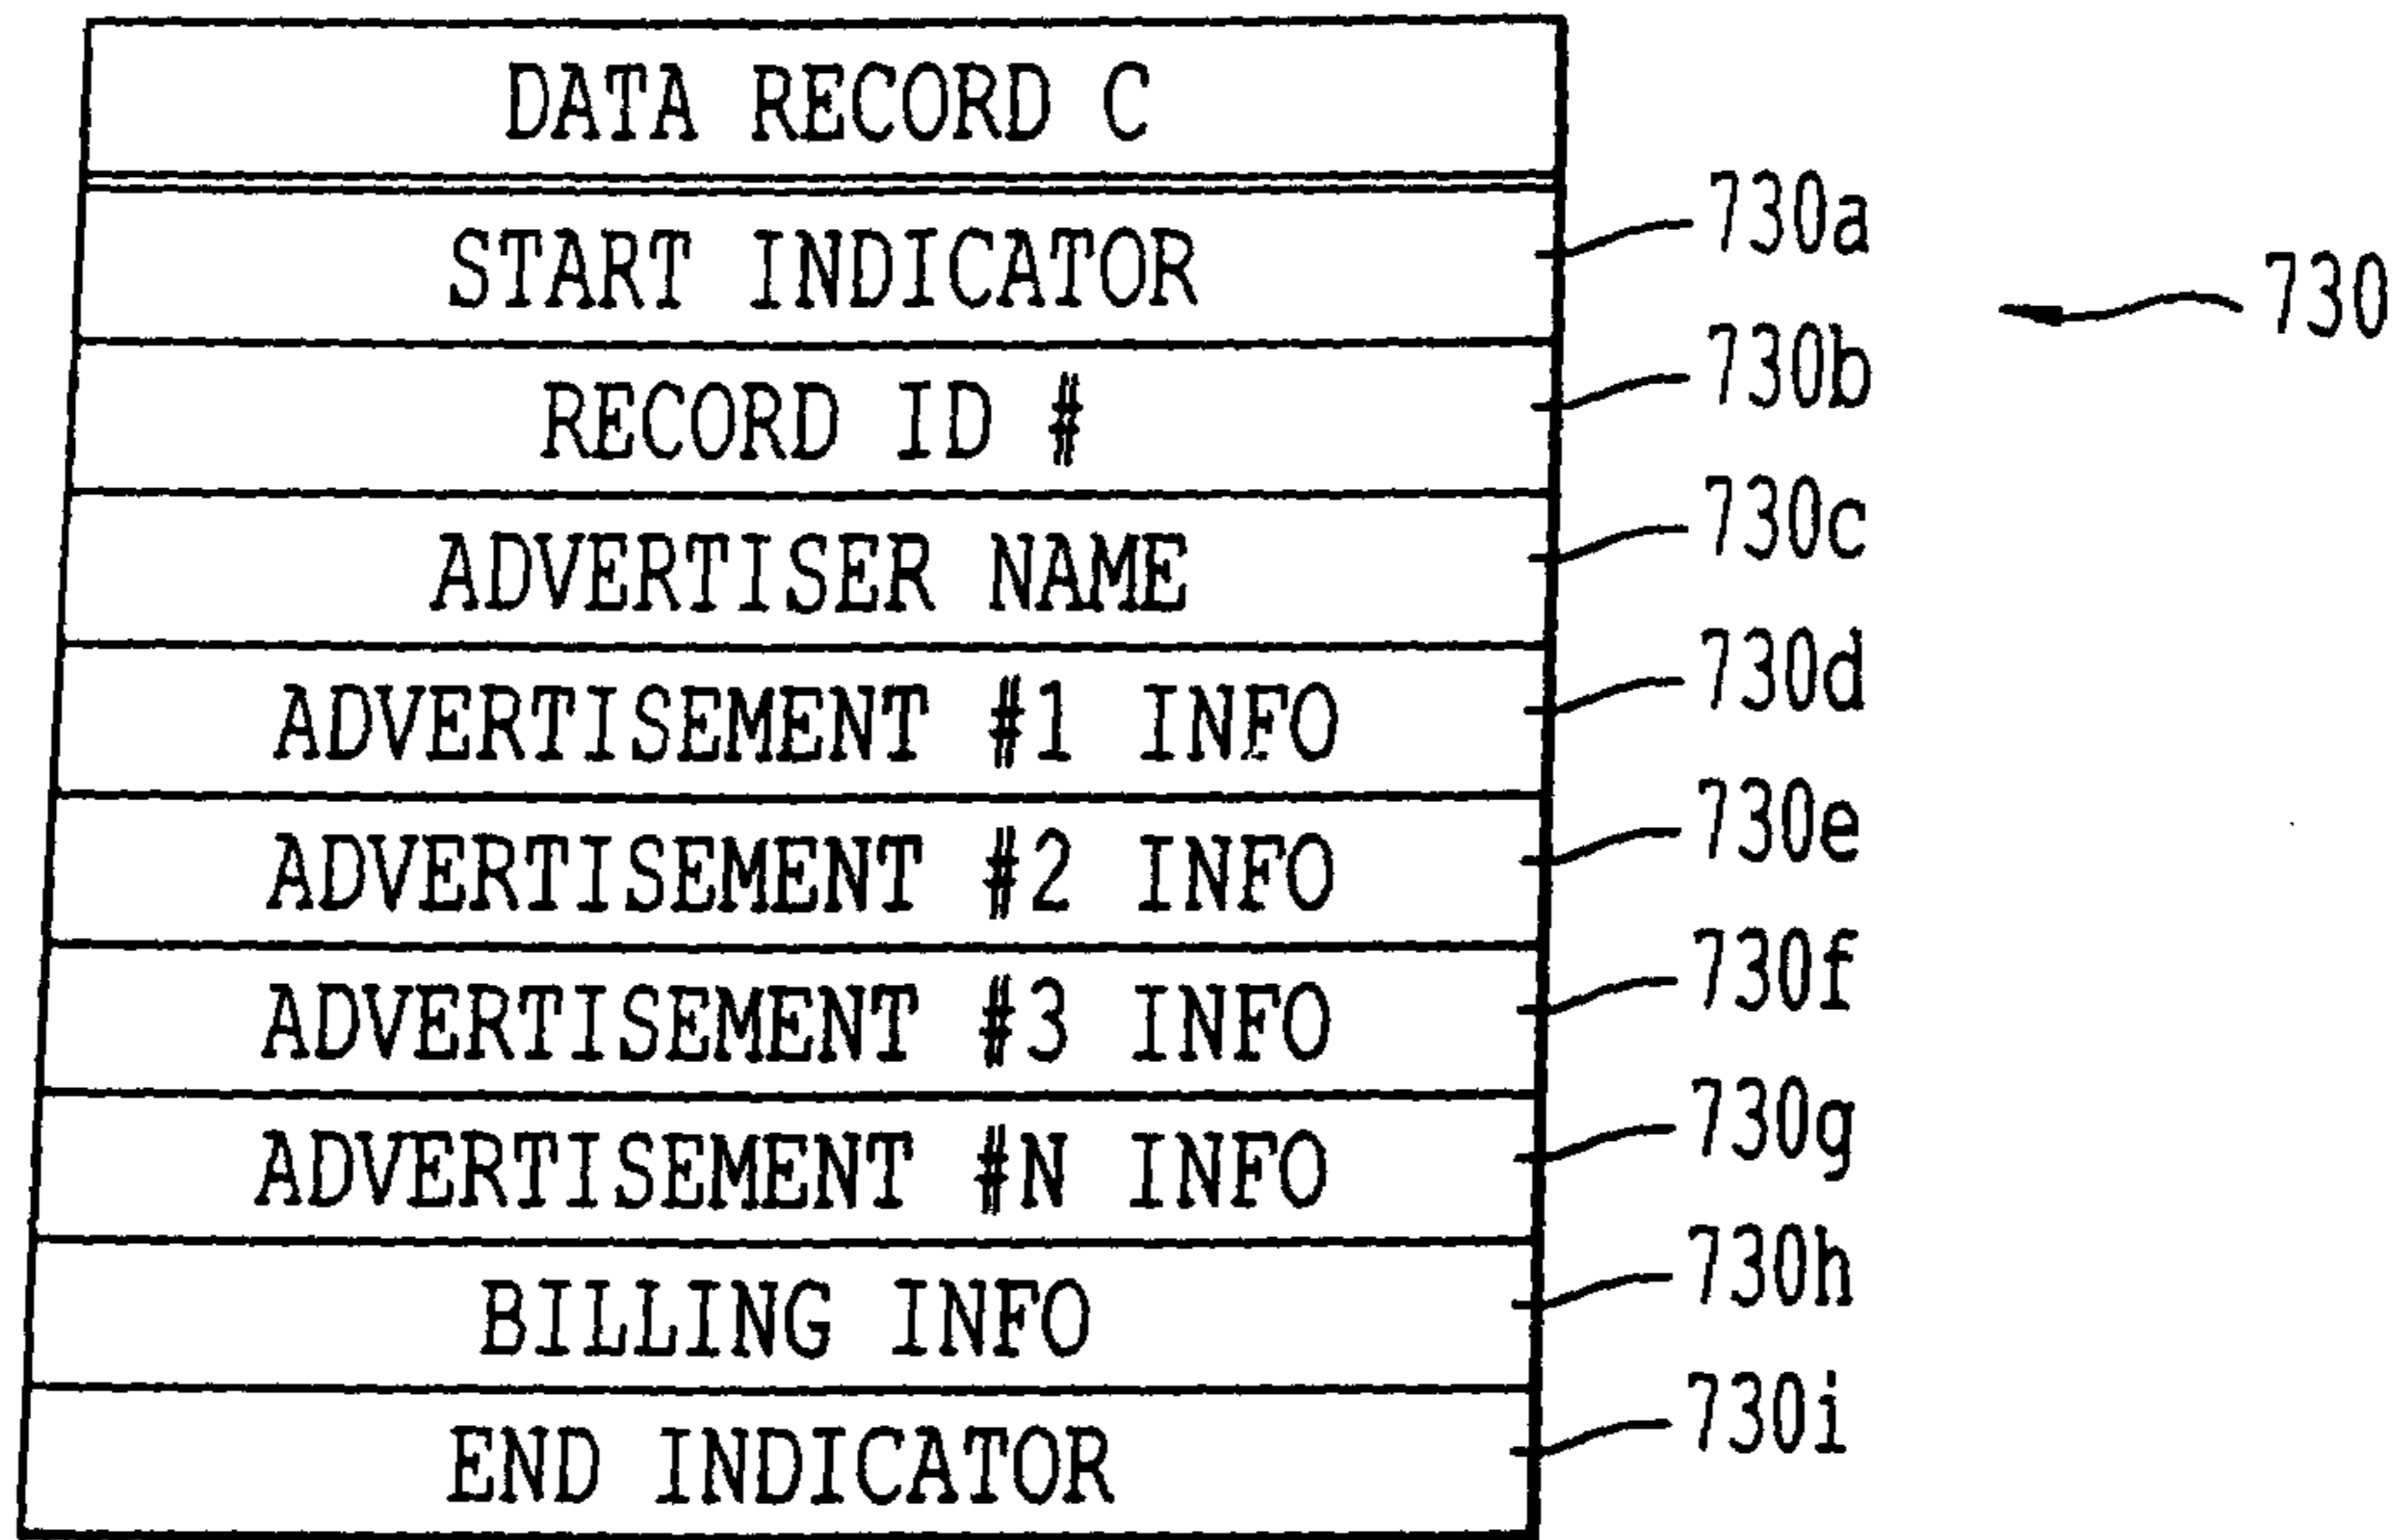 DATA RECORD C
START INDICATOR 730a
730
RECORD ID # 730b
ADVERTISER NAME 730c
ADVERTISEMENT #1 INFO 730d
ADVERTISEMENT #2 INFO 730e
ADVERTISEMENT #3 INFO 730f
ADVERTISEMENT #N INFO 730g
BILLING INFO 730h
END INDICATOR 730i